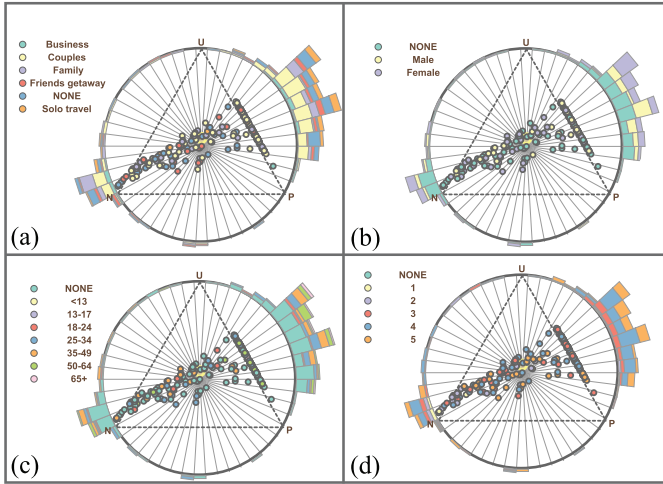 Business
Couples
Family
Friends getaway
NONE
Solo travel
U
N
P
(a)
NONE
Male
Female
U
N
P
(b)
NONE
<13
13-17
18-24
25-34
35-49
50-64
65+
U
N
P
(c)
NONE
1
2
3
4
5
U
N
P
(d)